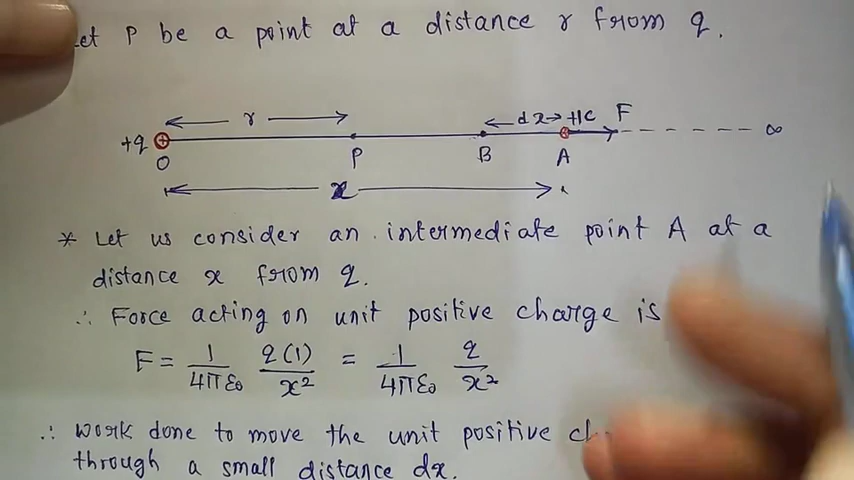 Let P be a point at a distance r from q.
r dx +1C F
+q O P B A ∞
x
* Let us consider an intermediate point A at a
distance x from q.
∴ Force acting on unit positive charge is
F = 1/4πε₀ q(1)/x² = 1/4πε₀ q/x²
∴ work done to move the unit positive
through a small distance dx.